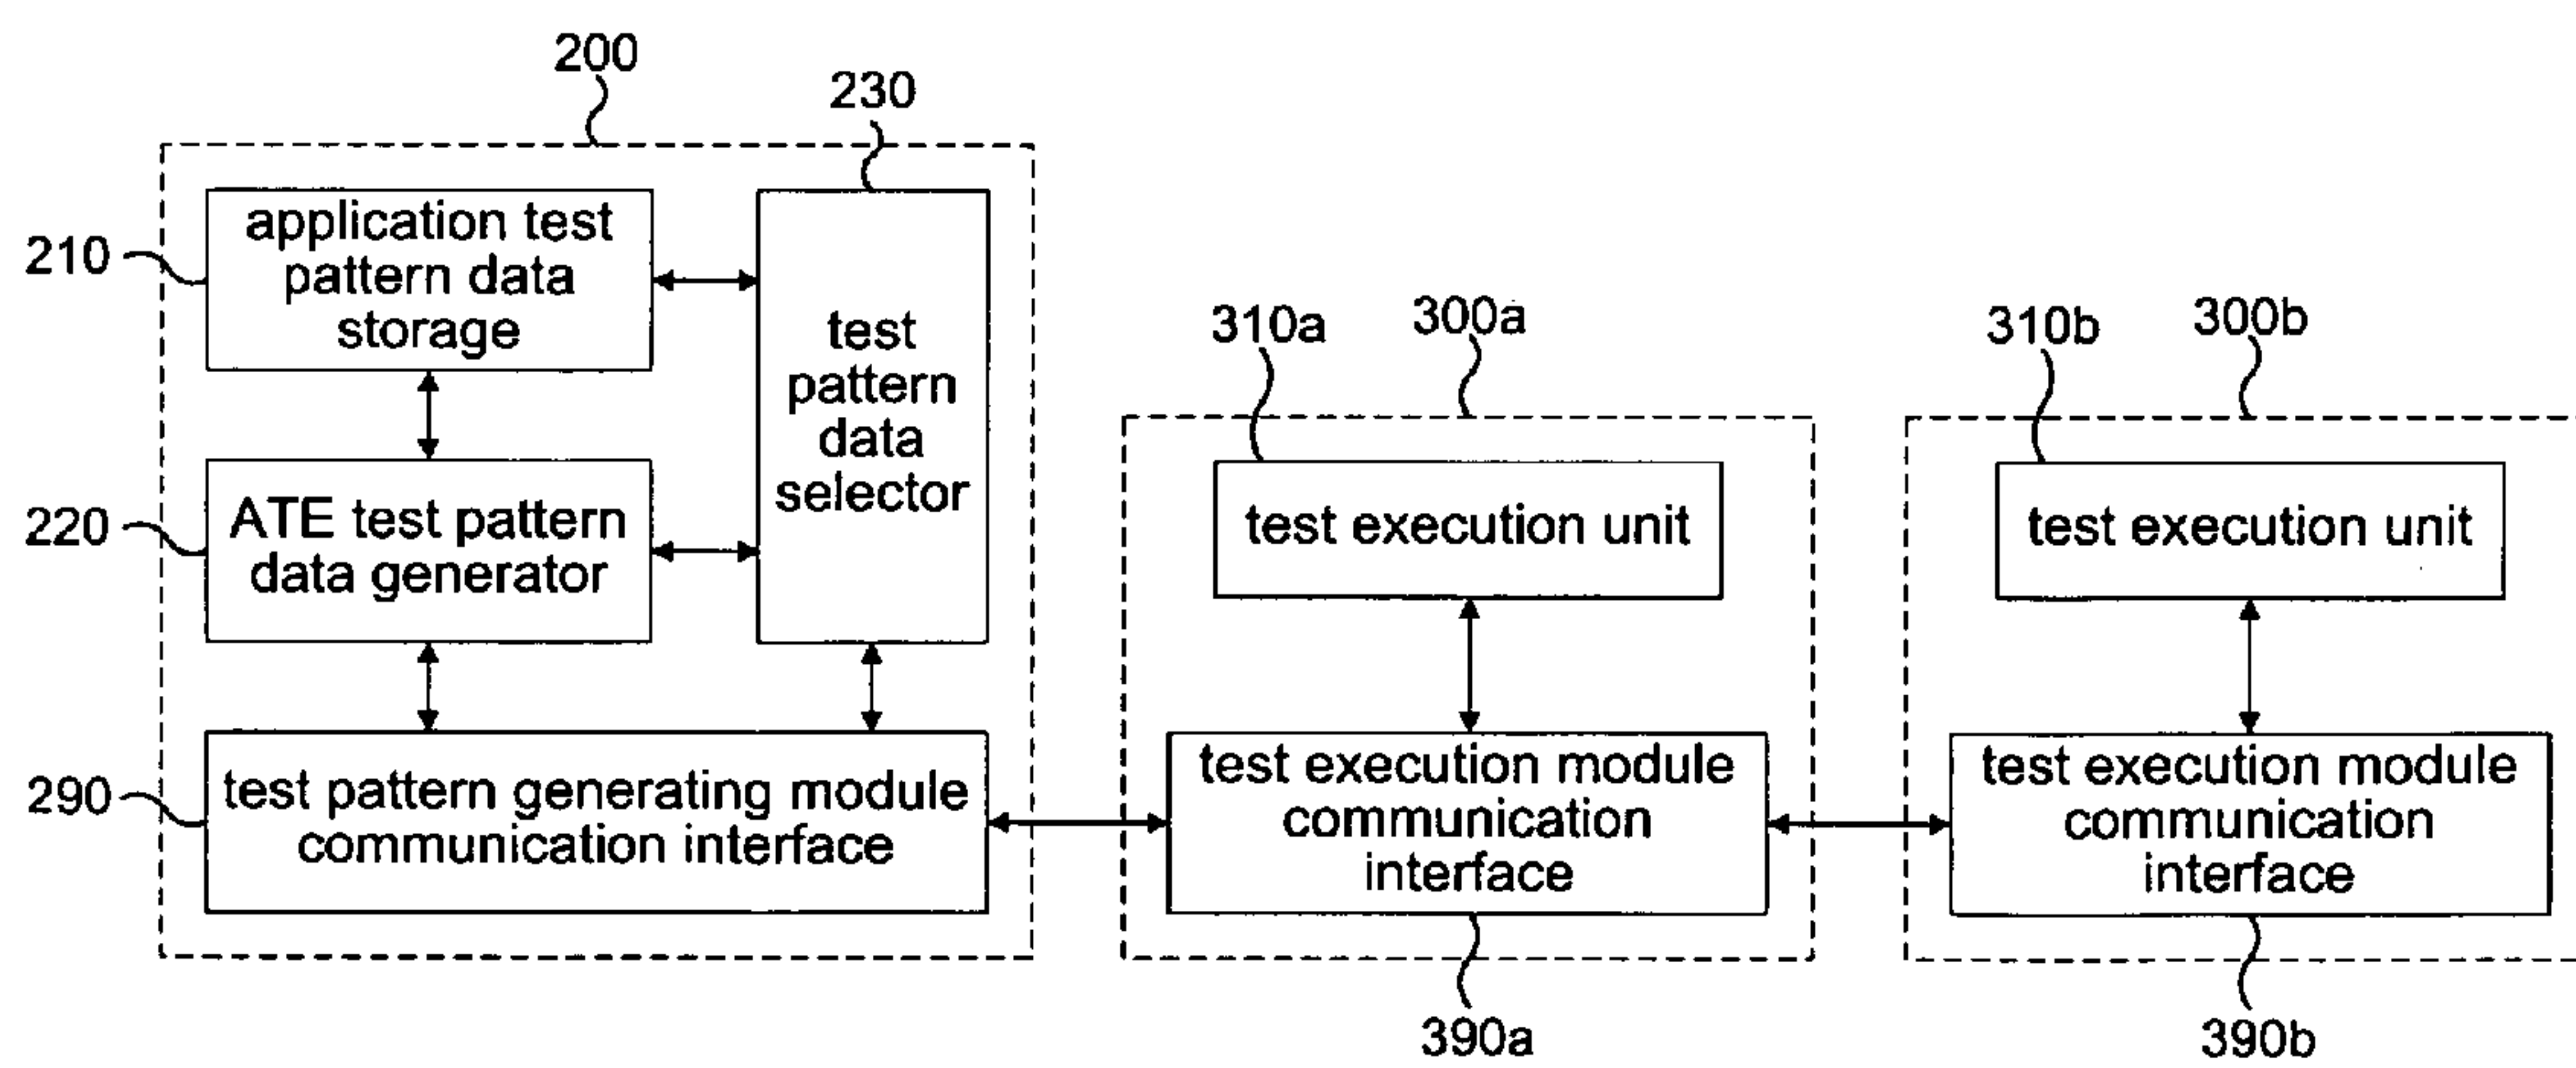 200
230
210
application test
pattern data
storage
test
pattern
data
selector
310a
300a
310b
300b
220
ATE test pattern
data generator
test execution unit
test execution unit
290
test pattern generating module
communication interface
test execution module
communication
interface
test execution module
communication
interface
390a
390b